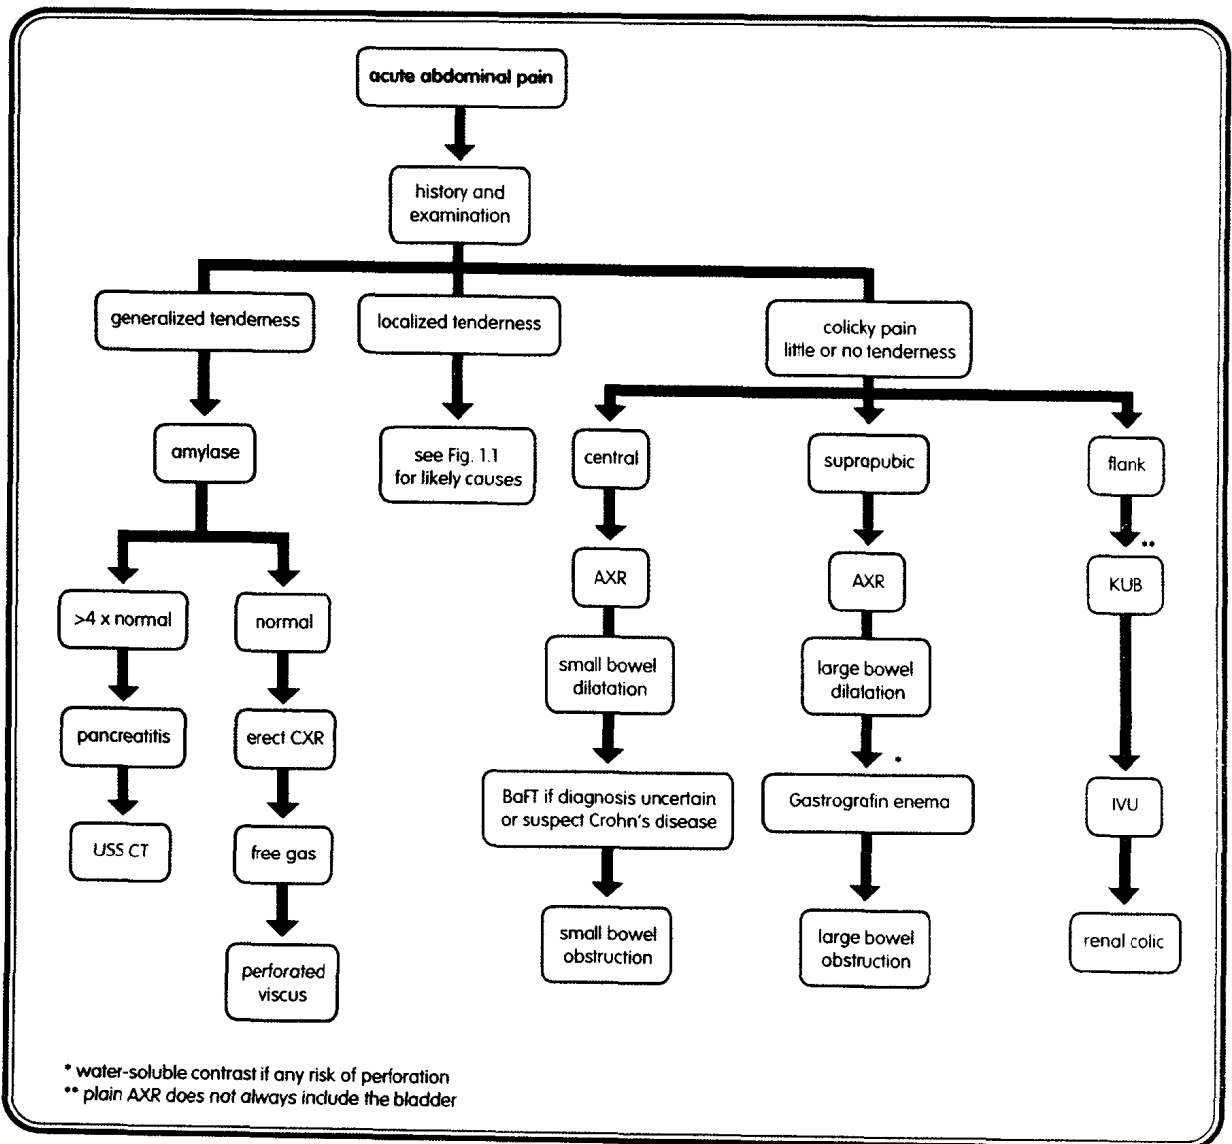 acute abdominal pain
history and
examination
generalized tenderness
localized tenderness
colicky pain
little or no tenderness
amylase
see Fig. 1.1
for likely causes
central
suprapubic
flank
>4 x normal
normal
AXR
AXR
**
KUB
small bowel
dilatation
large bowel
dilatation
pancreatitis
erect CXR
BaFT if diagnosis uncertain
or suspect Crohn's disease
*
Gastrografin enema
IVU
USS CT
free gas
small bowel
obstruction
large bowel
obstruction
renal colic
perforated
viscus
* water-soluble contrast if any risk of perforation
** plain AXR does not always include the bladder